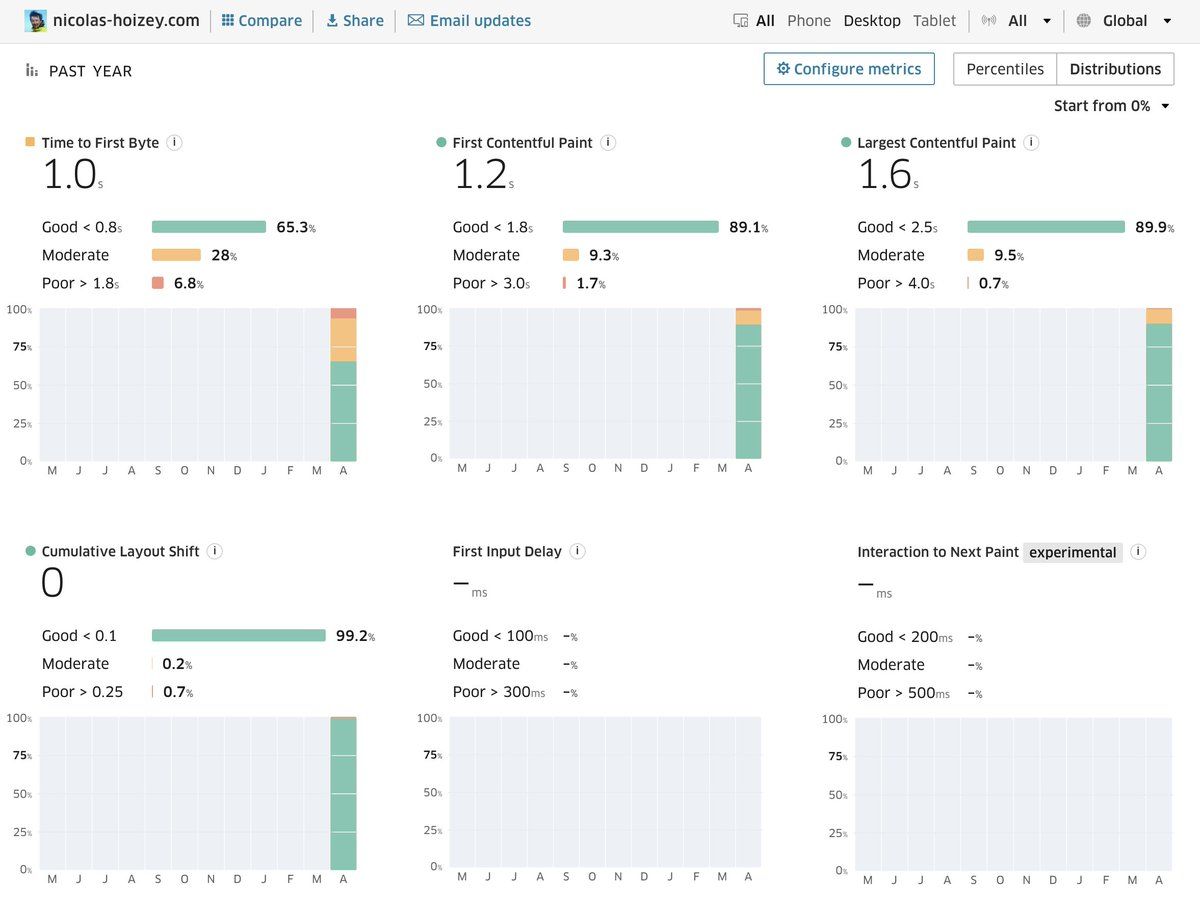 nicolas-hoizey.com Compare Share Email updates All Phone Desktop Tablet All Global
PAST YEAR Configure metrics Percentiles Distributions
Start from 0%
Time to First Byte i
1.0s
Good < 0.8s 65.3%
Moderate 28%
Poor > 1.8s 6.8%
100%
75%
50%
25%
0%
M J J A S O N D J F M A
First Contentful Paint i
1.2s
Good < 1.8s 89.1%
Moderate 9.3%
Poor > 3.0s 1.7%
100%
75%
50%
25%
0%
M J J A S O N D J F M A
Largest Contentful Paint i
1.6s
Good < 2.5s 89.9%
Moderate 9.5%
Poor > 4.0s 0.7%
100%
75%
50%
25%
0%
M J J A S O N D J F M A
Cumulative Layout Shift i
0
Good < 0.1 99.2%
Moderate 0.2%
Poor > 0.25 0.7%
100%
75%
50%
25%
0%
M J J A S O N D J F M A
First Input Delay i
– ms
Good < 100ms –%
Moderate –%
Poor > 300ms –%
100%
75%
50%
25%
0%
M J J A S O N D J F M A
Interaction to Next Paint experimental i
– ms
Good < 200ms –%
Moderate –%
Poor > 500ms –%
100%
75%
50%
25%
0%
M J J A S O N D J F M A